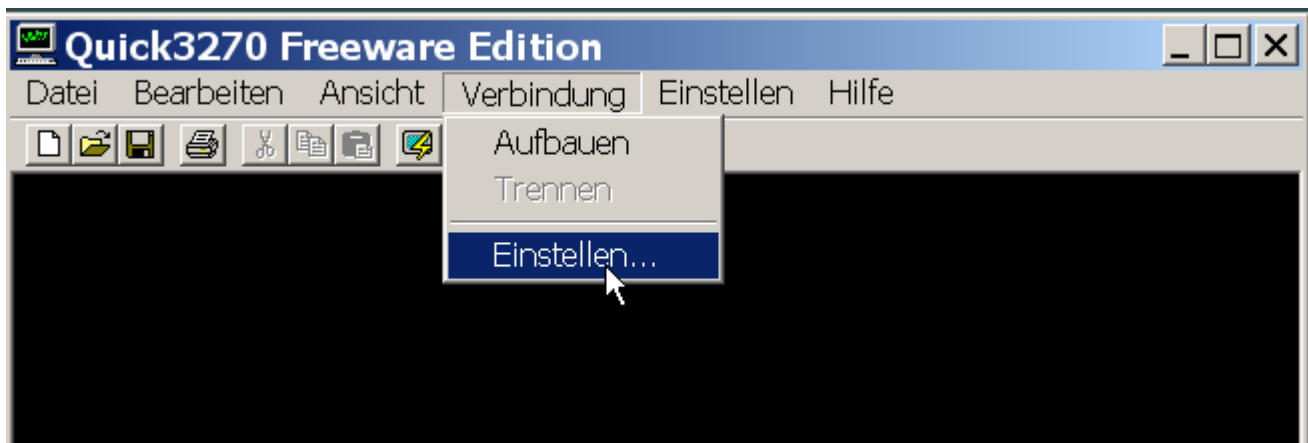 Quick3270 Freeware Edition
Datei Bearbeiten Ansicht Verbindung Einstellen Hilfe
Aufbauen
Trennen
Einstellen...